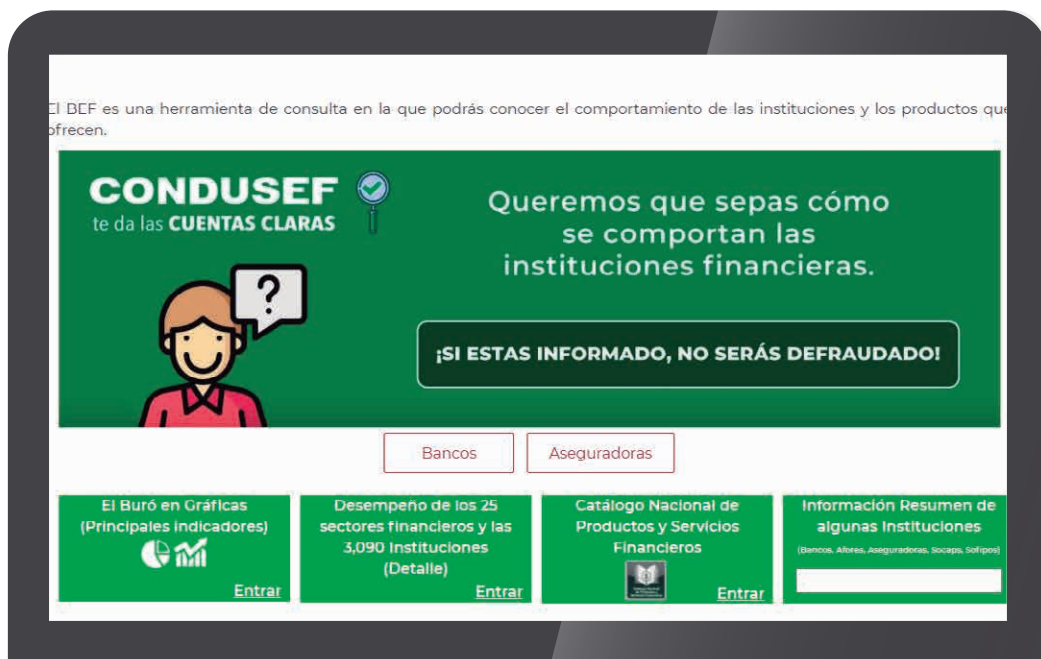 El BEF es una herramienta de consulta en la que podrás conocer el comportamiento de las instituciones y los productos que
ofrecen.
CONDUSEF
te da las CUENTAS CLARAS
Queremos que sepas cómo
se comportan las
instituciones financieras.
?
¡SI ESTAS INFORMADO, NO SERÁS DEFRAUDADO!
Bancos
Aseguradoras
El Buró en Gráficas
(Principales indicadores)
Entrar
Desempeño de los 25
sectores financieros y las
3,090 Instituciones
(Detalle)
Entrar
Catálogo Nacional de
Productos y Servicios
Financieros
Entrar
Información Resumen de
algunas Instituciones
(Bancos, Afores, Aseguradoras, Socaps, Sofipos)